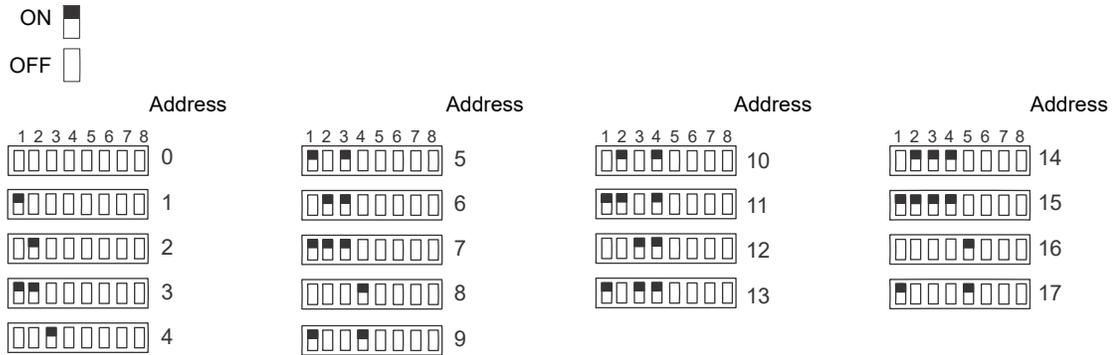 ON
OFF
Address Address Address Address
1 2 3 4 5 6 7 8 1 2 3 4 5 6 7 8 1 2 3 4 5 6 7 8 1 2 3 4 5 6 7 8
0 5 10 14
1 6 11 15
2 7 12 16
3 8 13 17
4 9